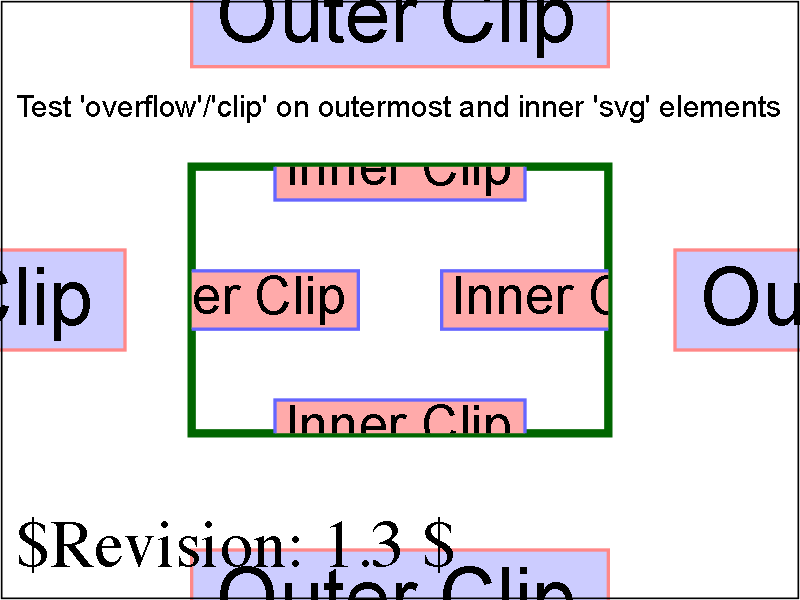 Outer Clip
Test 'overflow'/'clip' on outermost and inner 'svg' elements
Inner Clip
Clip
er Clip
Inner C
Ou
Inner Clip
$Revision: 1.3 $
Outer Clip